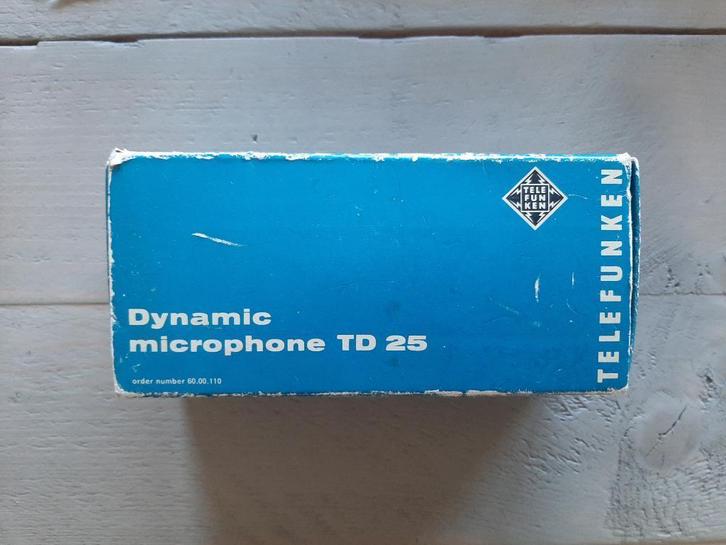 TELE
FUN
KEN
Dynamic
microphone TD 25
order number 60.00.110
TELEFUNKEN